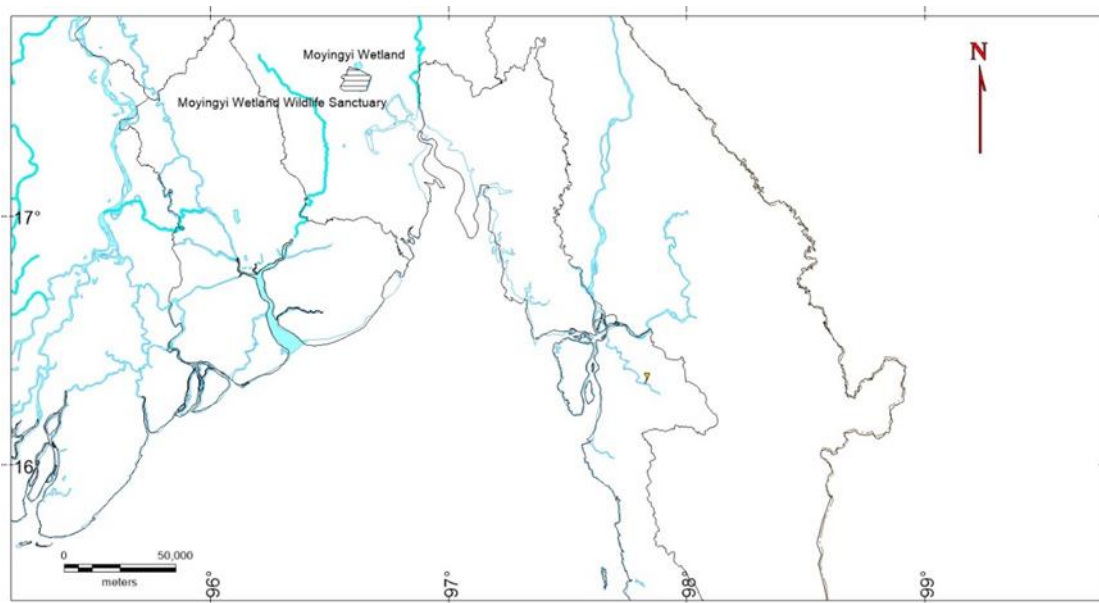 Moyingyi Wetland
N
Moyingyi Wetland Wildlife Sanctuary
17°
7
16°
0 50,000
meters
96° 97° 98° 99°